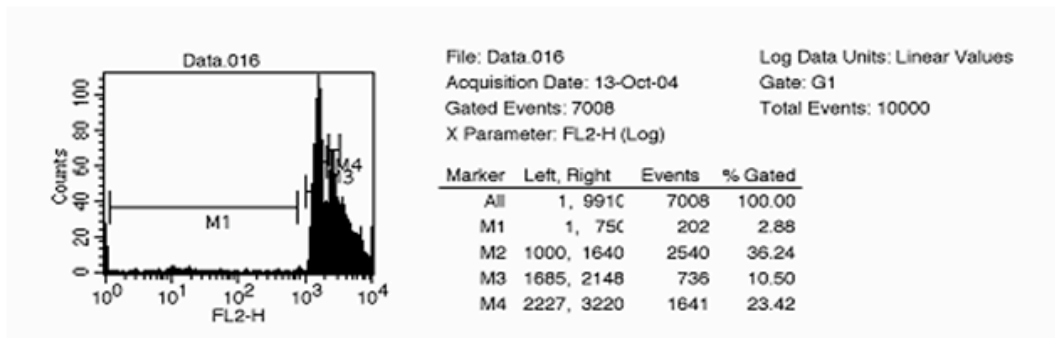 Data.016
Counts
100
80
60
40
20
0
M1
M4
M3
10^0 10^1 10^2 10^3 10^4
FL2-H
File: Data.016 Log Data Units: Linear Values
Acquisition Date: 13-Oct-04 Gate: G1
Gated Events: 7008 Total Events: 10000
X Parameter: FL2-H (Log)
Marker Left, Right Events % Gated
All 1, 9910 7008 100.00
M1 1, 750 202 2.88
M2 1000, 1640 2540 36.24
M3 1685, 2148 736 10.50
M4 2227, 3220 1641 23.42